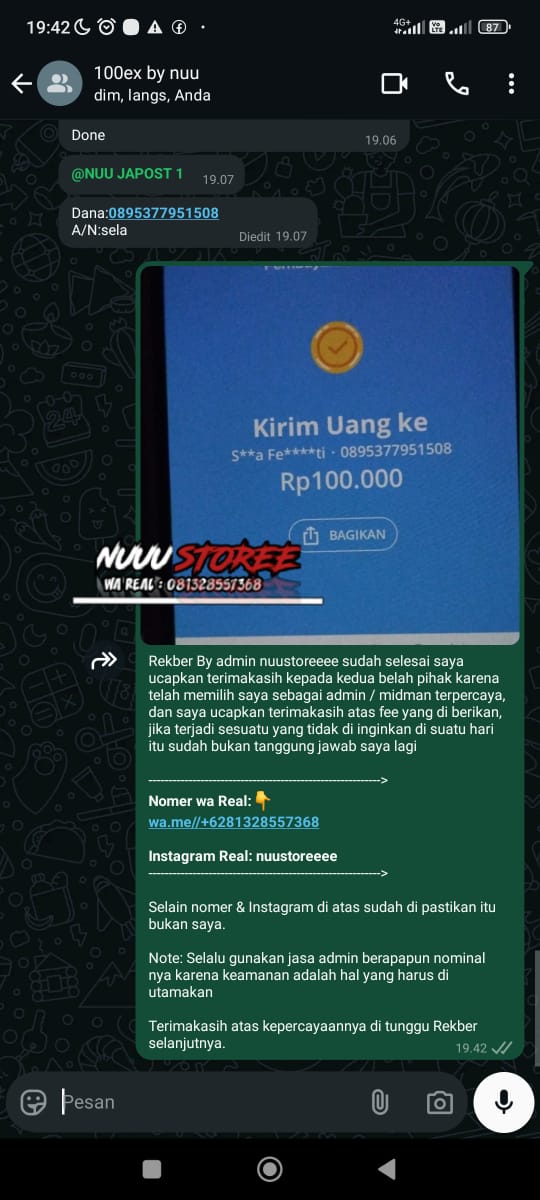 19:42
4G+
Vo
LTE
87
100ex by nuu
dim, langs, Anda
Done
19.06
@NUU JAPOST 1
19.07
Dana:0895377951508
A/N:sela
Diedit 19.07
Kirim Uang ke
S**a Fe****ti · 0895377951508
Rp100.000
BAGIKAN
NUUU STOREE
WA REAL : 081328557368
Rekber By admin nuustoreeee sudah selesai saya
ucapkan terimakasih kepada kedua belah pihak karena
telah memilih saya sebagai admin / midman terpercaya,
dan saya ucapkan terimakasih atas fee yang di berikan,
jika terjadi sesuatu yang tidak di inginkan di suatu hari
itu sudah bukan tanggung jawab saya lagi
---------------------------------------------------------->
Nomer wa Real:👇
wa.me//+6281328557368
Instagram Real: nuustoreeee
---------------------------------------------------------->
Selain nomer & Instagram di atas sudah di pastikan itu
bukan saya.
Note: Selalu gunakan jasa admin berapapun nominal
nya karena keamanan adalah hal yang harus di
utamakan
Terimakasih atas kepercayaannya di tunggu Rekber
selanjutnya.
19.42
Pesan